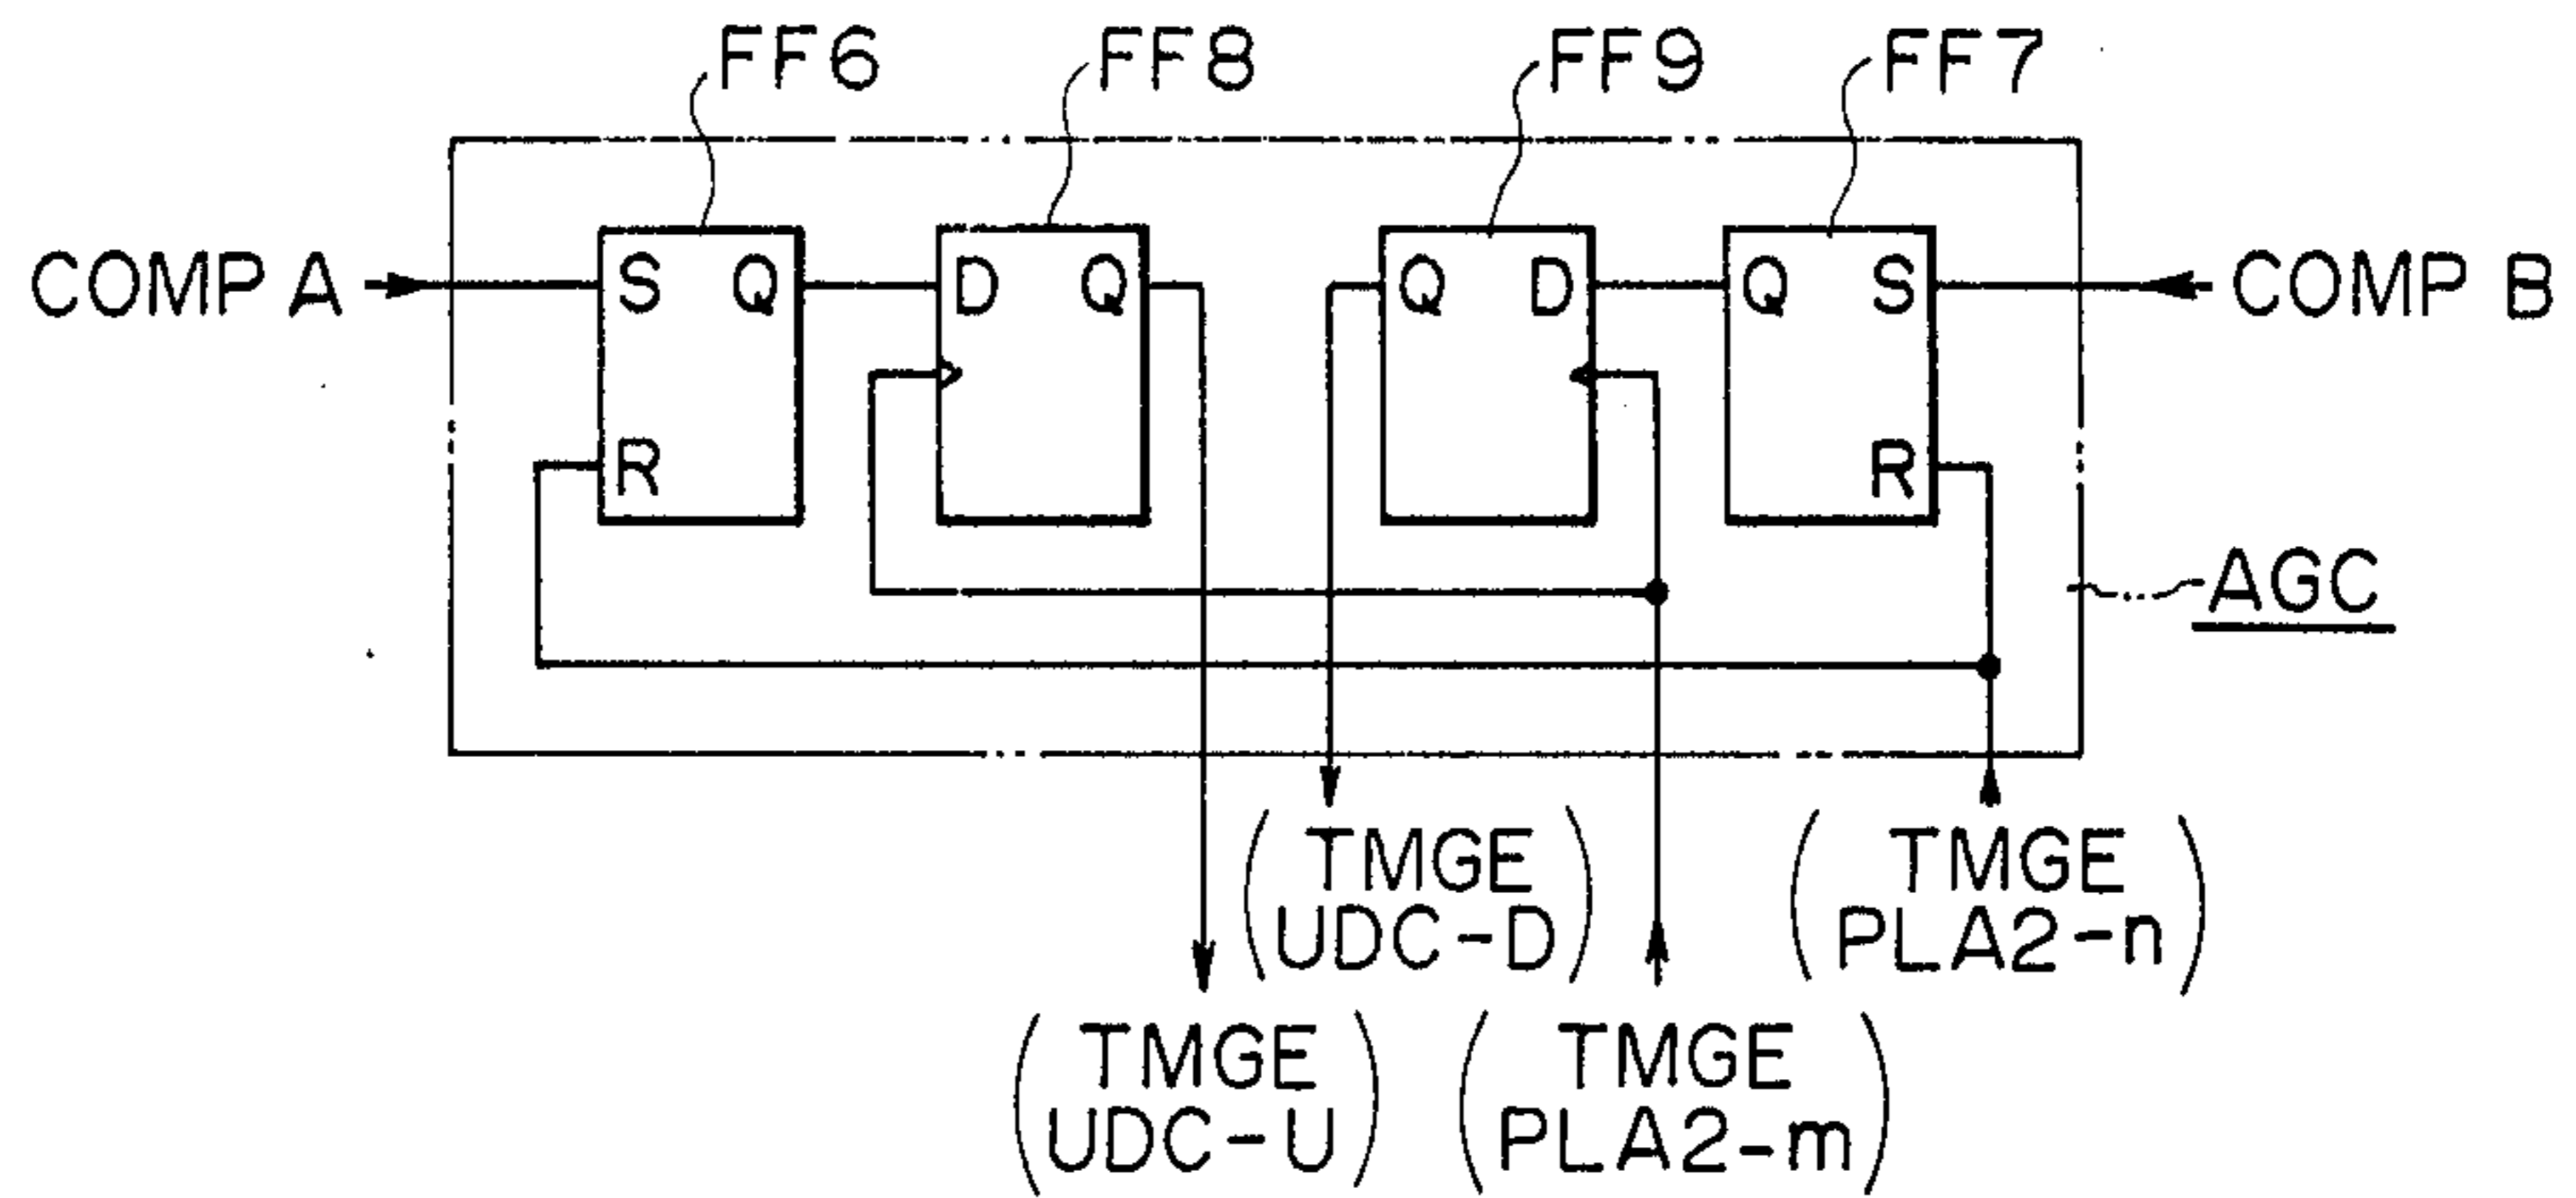 FF6 FF8 FF9 FF7
COMP A S Q D Q Q D Q S COMP B
R R
AGC
TMGE TMGE
UDC-D PLA2-n
TMGE TMGE
UDC-U PLA2-m